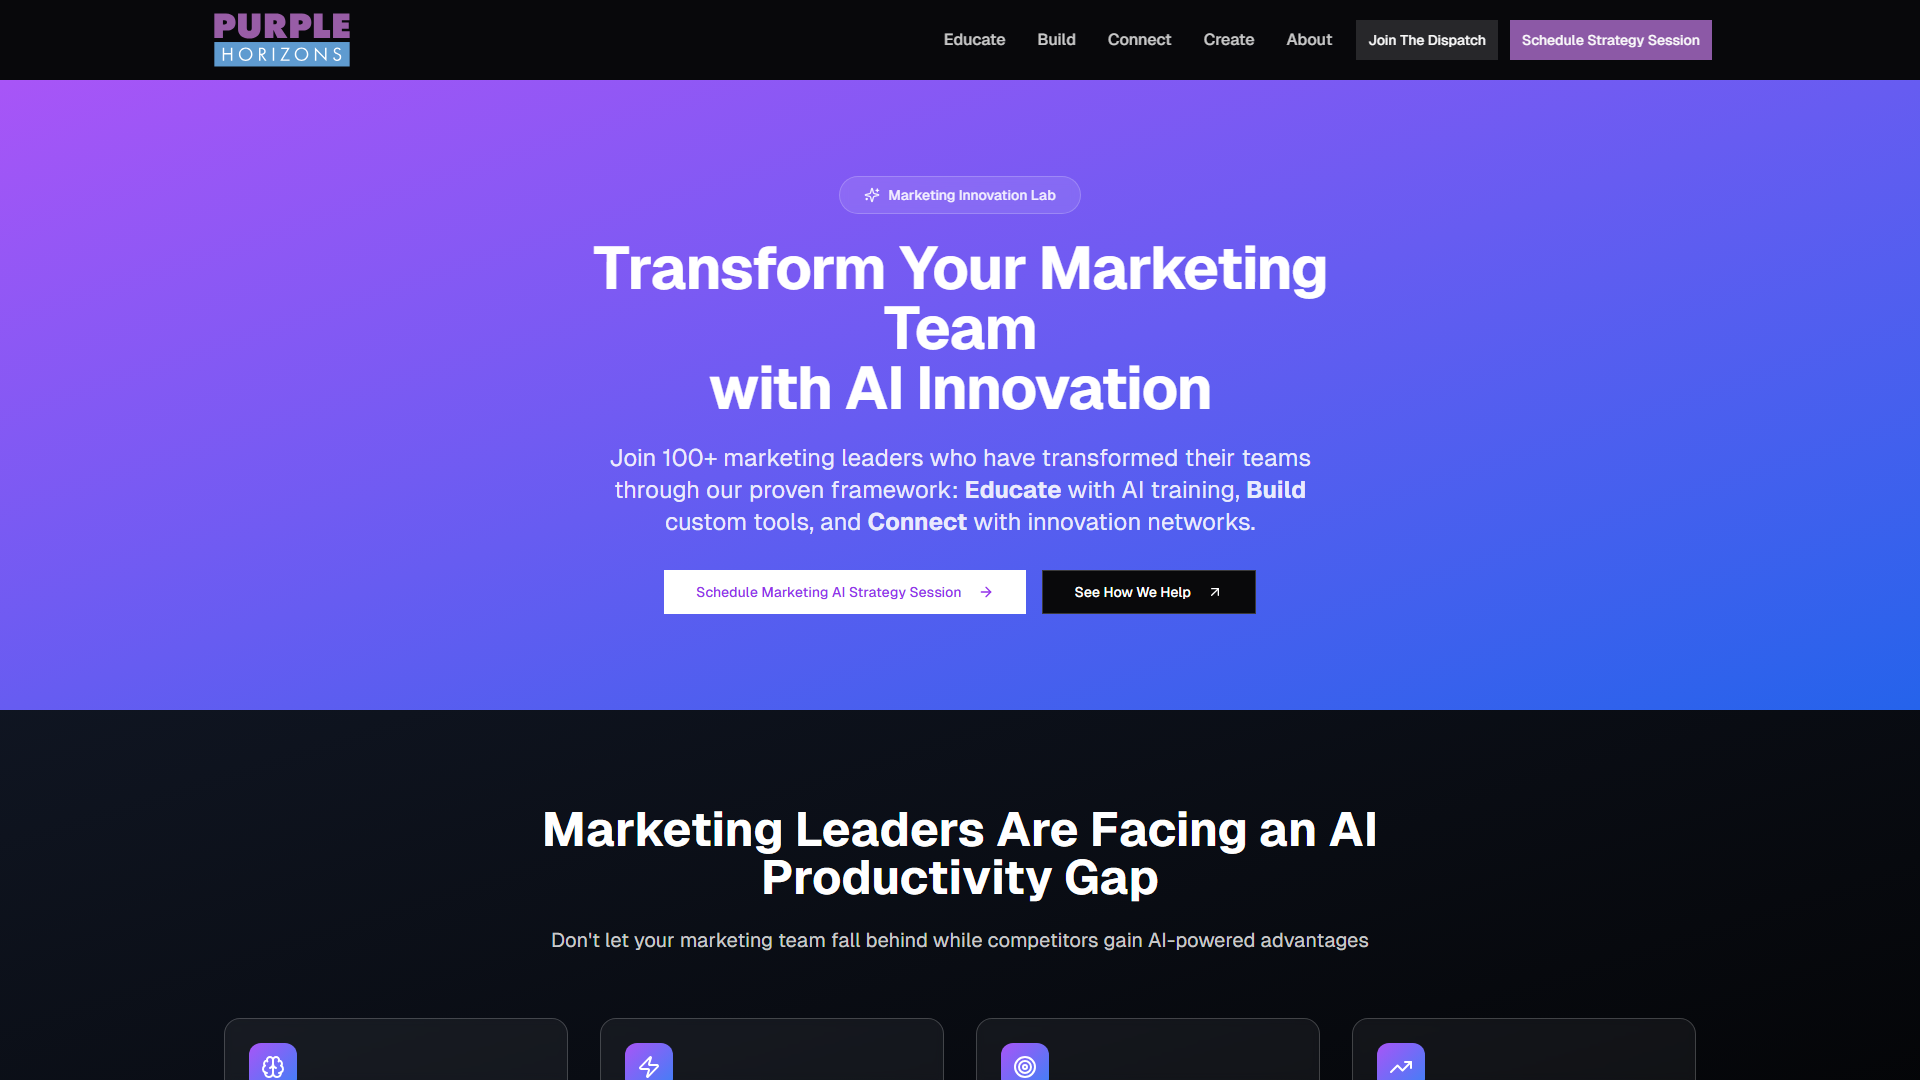 PURPLE
HORIZONS
Educate
Build
Connect
Create
About
Join The Dispatch
Schedule Strategy Session
Marketing Innovation Lab
Transform Your Marketing
Team
with AI Innovation
Join 100+ marketing leaders who have transformed their teams
through our proven framework: Educate with AI training, Build
custom tools, and Connect with innovation networks.
Schedule Marketing AI Strategy Session
See How We Help
Marketing Leaders Are Facing an AI
Productivity Gap
Don't let your marketing team fall behind while competitors gain AI-powered advantages